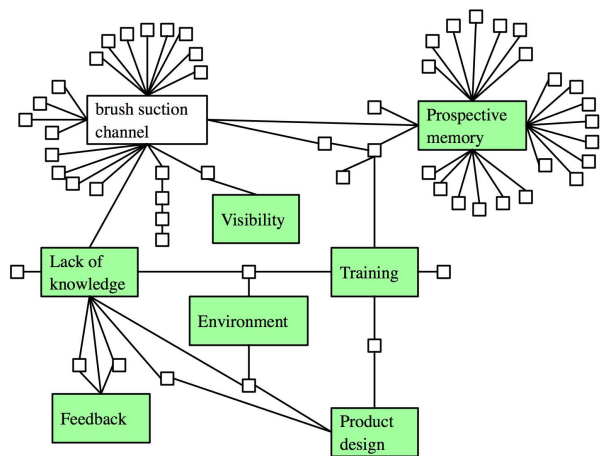 brush suction
channel
Prospective
memory
Visibility
Lack of
knowledge
Training
Environment
Feedback
Product
design